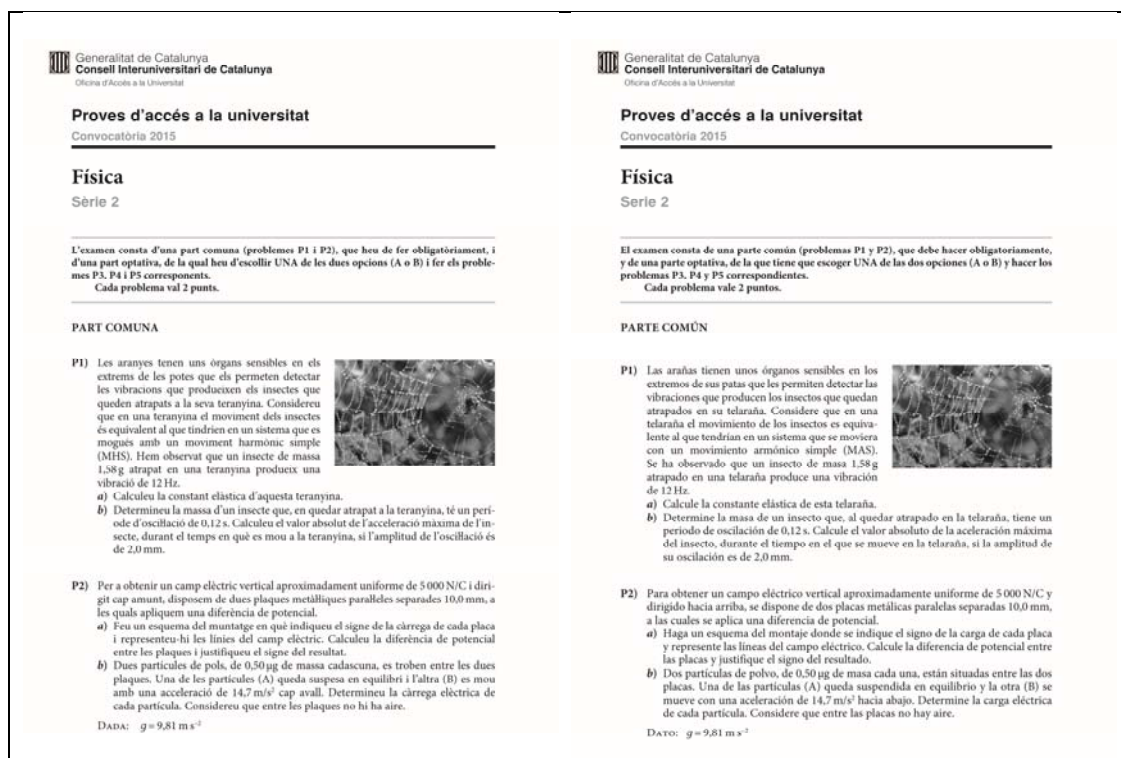 Generalitat de Catalunya
Consell Interuniversitari de Catalunya
Oficina d'Accés a la Universitat
Proves d'accés a la universitat
Convocatòria 2015
Física
Sèrie 2
L'examen consta d'una part comuna (problemes P1 i P2), que heu de fer obligatòriament, i
d'una part optativa, de la qual heu d'escollir UNA de les dues opcions (A o B) i fer els proble-
mes P3, P4 i P5 corresponents.
Cada problema val 2 punts.
PART COMUNA
P1) Les aranyes tenen uns òrgans sensibles en els
extrems de les potes que els permeten detectar
les vibracions que produeixen els insectes que
queden atrapats a la seva teranyina. Considereu
que en una teranyina el moviment dels insectes
és equivalent al que tindrien en un sistema que es
mogués amb un moviment harmònic simple
(MHS). Hem observat que un insecte de massa
1,58 g atrapat en una teranyina produeix una
vibració de 12 Hz.
a) Calculeu la constant elàstica d'aquesta teranyina.
b) Determineu la massa d'un insecte que, en quedar atrapat a la teranyina, té un perí-
ode d'oscil·lació de 0,12 s. Calculeu el valor absolut de l'acceleració màxima de l'in-
secte, durant el temps en què es mou a la teranyina, si l'amplitud de l'oscil·lació és
de 2,0 mm.
P2) Per a obtenir un camp elèctric vertical aproximadament uniforme de 5 000 N/C i diri-
git cap amunt, disposem de dues plaques metàl·liques paral·leles separades 10,0 mm, a
les quals apliquem una diferència de potencial.
a) Feu un esquema del muntatge en què indiqueu el signe de la càrrega de cada placa
i representeu-hi les línies del camp elèctric. Calculeu la diferència de potencial
entre les plaques i justifiqueu el signe del resultat.
b) Dues partícules de pols, de 0,50 µg de massa cadascuna, es troben entre les dues
plaques. Una de les partícules (A) queda suspesa en equilibri i l'altra (B) es mou
amb una acceleració de 14,7 m/s² cap avall. Determineu la càrrega elèctrica de
cada partícula. Considereu que entre les plaques no hi ha aire.
DADA: g = 9,81 m s⁻²
Generalitat de Catalunya
Consell Interuniversitari de Catalunya
Oficina d'Accés a la Universitat
Proves d'accés a la universitat
Convocatòria 2015
Física
Serie 2
El examen consta de una parte común (problemas P1 y P2), que debe hacer obligatoriamente,
y de una parte optativa, de la que tiene que escoger UNA de las dos opciones (A o B) y hacer los
problemas P3, P4 y P5 correspondientes.
Cada problema vale 2 puntos.
PARTE COMÚN
P1) Las arañas tienen unos órganos sensibles en los
extremos de sus patas que les permiten detectar las
vibraciones que producen los insectos que quedan
atrapados en su telaraña. Considere que en una
telaraña el movimiento de los insectos es equiva-
lente al que tendrían en un sistema que se moviera
con un movimiento armónico simple (MAS).
Se ha observado que un insecto de masa 1,58 g
atrapado en una telaraña produce una vibración
de 12 Hz.
a) Calcule la constante elástica de esta telaraña.
b) Determine la masa de un insecto que, al quedar atrapado en la telaraña, tiene un
periodo de oscilación de 0,12 s. Calcule el valor absoluto de la aceleración máxima
del insecto, durante el tiempo en el que se mueve en la telaraña, si la amplitud de
su oscilación es de 2,0 mm.
P2) Para obtener un campo eléctrico vertical aproximadamente uniforme de 5 000 N/C y
dirigido hacia arriba, se dispone de dos placas metálicas paralelas separadas 10,0 mm,
a las cuales se aplica una diferencia de potencial.
a) Haga un esquema del montaje donde se indique el signo de la carga de cada placa
y represente las líneas del campo eléctrico. Calcule la diferencia de potencial entre
las placas y justifique el signo del resultado.
b) Dos partículas de polvo, de 0,50 µg de masa cada una, están situadas entre las dos
placas. Una de las partículas (A) queda suspendida en equilibrio y la otra (B) se
mueve con una aceleración de 14,7 m/s² hacia abajo. Determine la carga eléctrica
de cada partícula. Considere que entre las placas no hay aire.
DATO: g = 9,81 m s⁻²